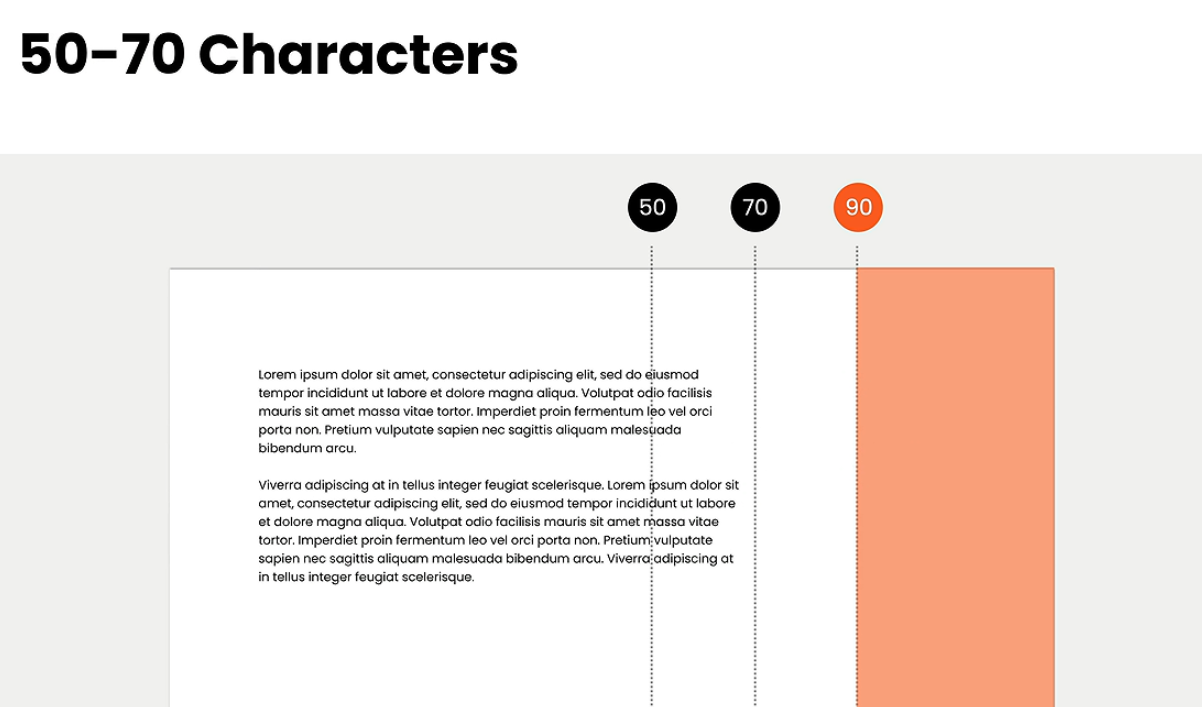 50-70 Characters
50
70
90
Lorem ipsum dolor sit amet, consectetur adipiscing elit, sed do eiusmod
tempor incididunt ut labore et dolore magna aliqua. Volutpat odio facilisis
mauris sit amet massa vitae tortor. Imperdiet proin fermentum leo vel orci
porta non. Pretium vulputate sapien nec sagittis aliquam malesuada
bibendum arcu.
Viverra adipiscing at in tellus integer feugiat scelerisque. Lorem ipsum dolor sit
amet, consectetur adipiscing elit, sed do eiusmod tempor incididunt ut labore
et dolore magna aliqua. Volutpat odio facilisis mauris sit amet massa vitae
tortor. Imperdiet proin fermentum leo vel orci porta non. Pretium vulputate
sapien nec sagittis aliquam malesuada bibendum arcu. Viverra adipiscing at
in tellus integer feugiat scelerisque.